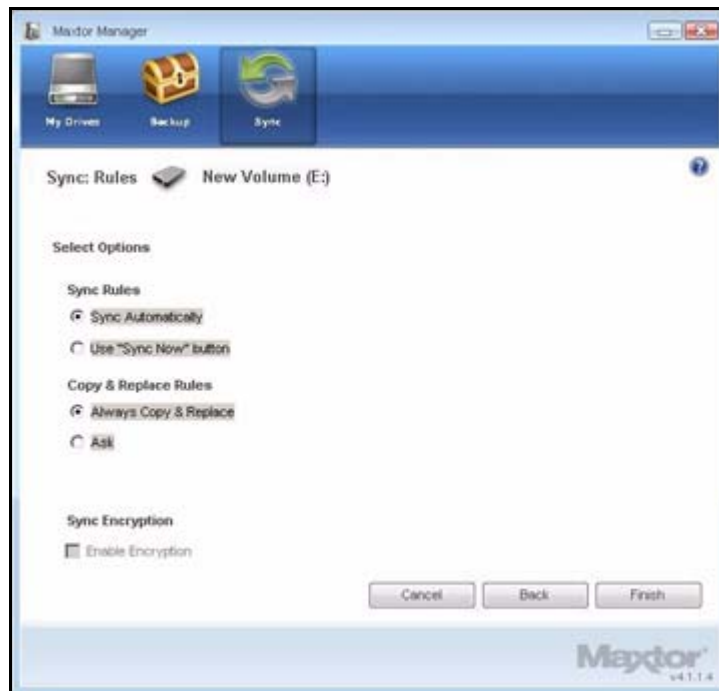 Maxtor Manager
My Drives Backup Sync
Sync: Rules New Volume (E:)
Select Options
Sync Rules
Sync Automatically
Use "Sync Now" button
Copy & Replace Rules
Always Copy & Replace
Ask
Sync Encryption
Enable Encryption
Cancel Back Finish
Maxtor
v4.1.1.4